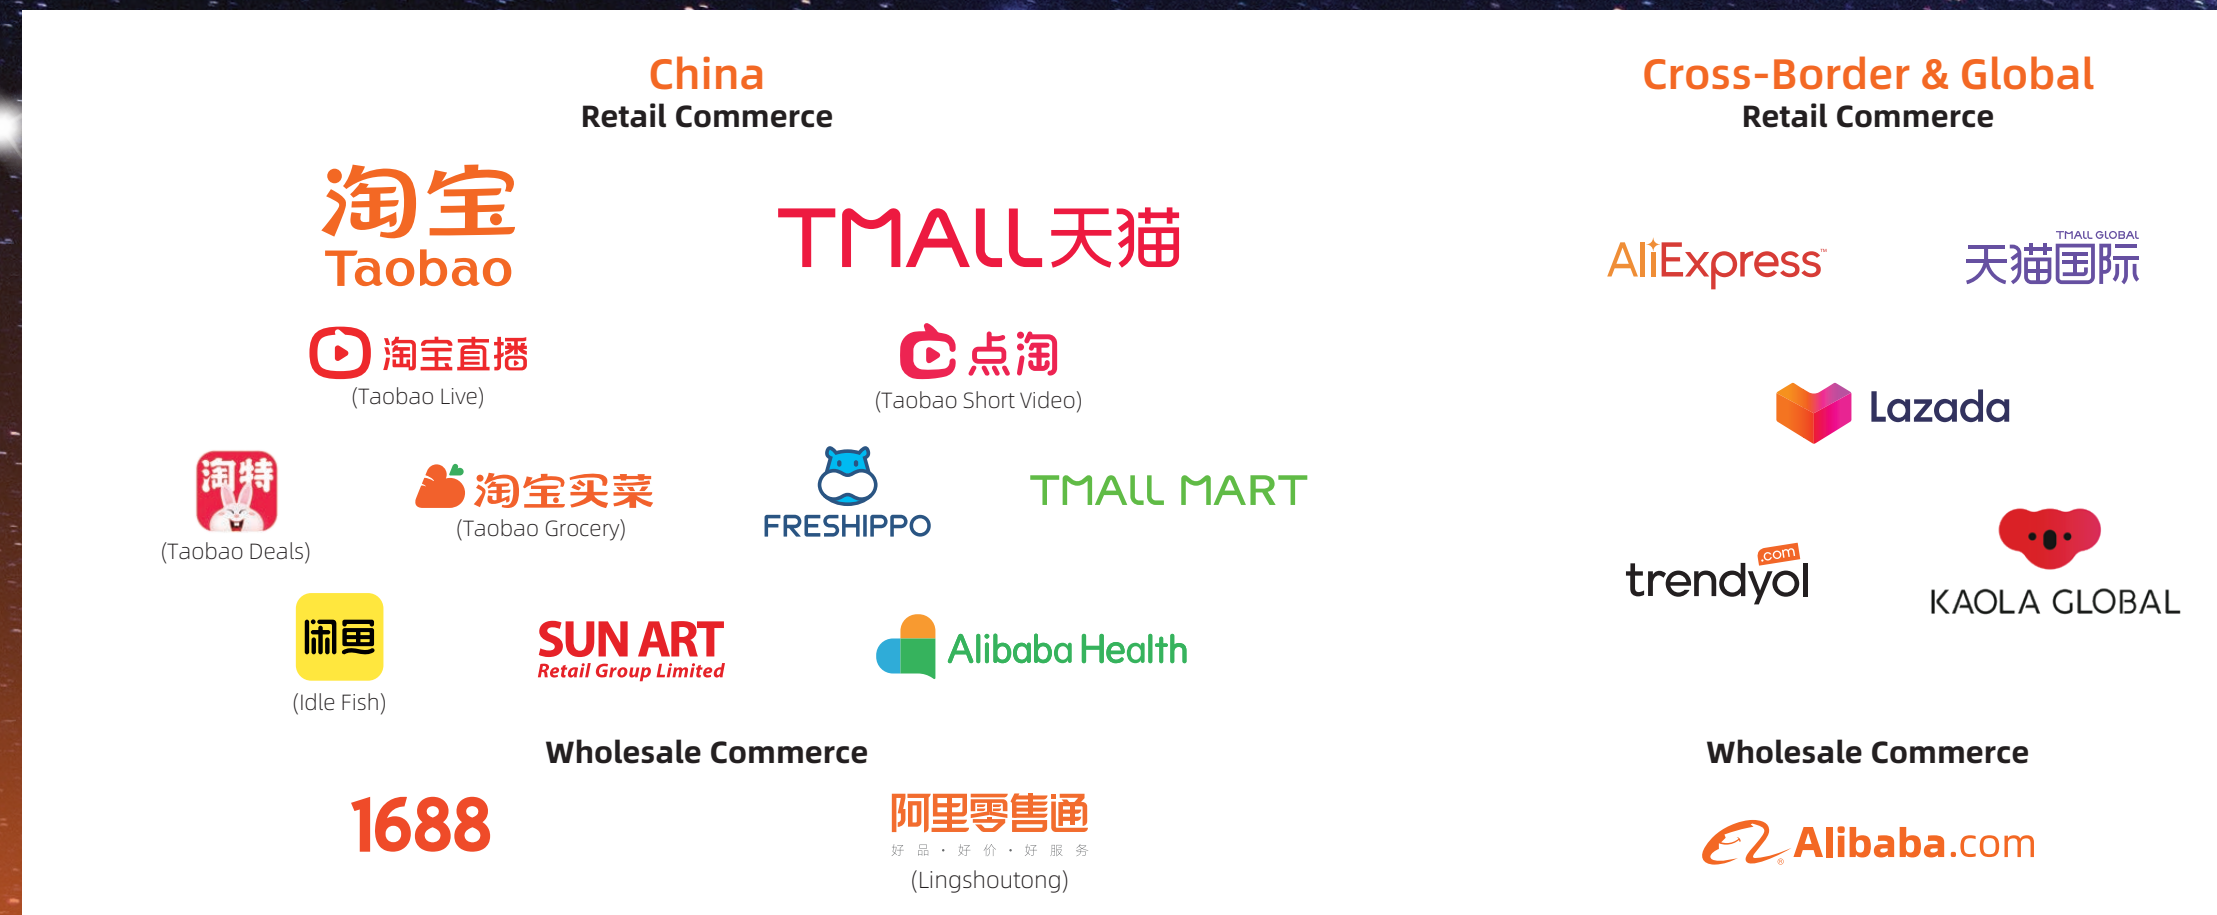 China
Retail Commerce
淘宝
Taobao
TMALL天猫
淘宝直播
(Taobao Live)
点淘
(Taobao Short Video)
淘特
(Taobao Deals)
淘宝买菜
(Taobao Grocery)
FRESHIPPO
TMALL MART
闲鱼
(Idle Fish)
SUN ART
Retail Group Limited
Alibaba Health
Wholesale Commerce
1688
阿里零售通
好品·好价·好服务
(Lingshoutong)
Cross-Border & Global
Retail Commerce
AliExpress™
TMALL GLOBAL
天猫国际
Lazada
trendyol.com
KAOLA GLOBAL
Wholesale Commerce
®
Alibaba.com